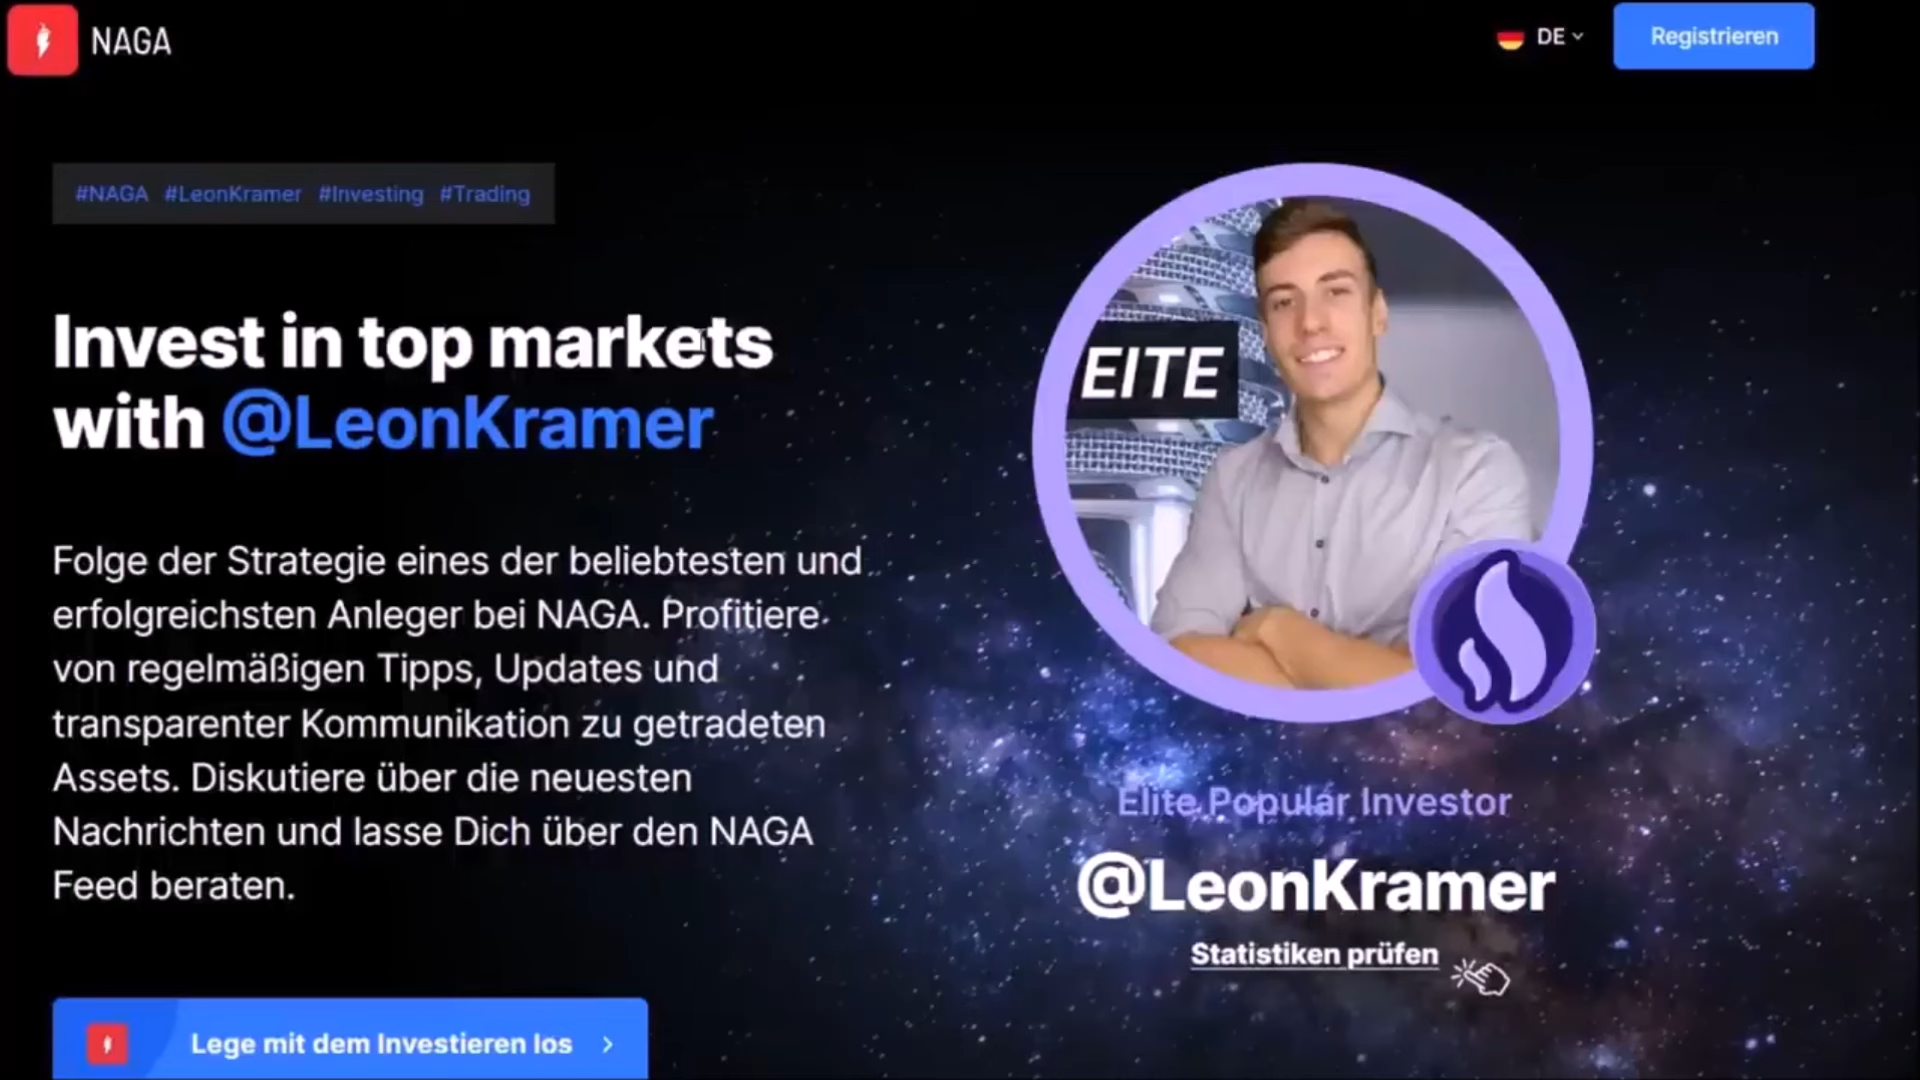 NAGA
DE
Registrieren
#NAGA #LeonKramer #Investing #Trading
Invest in top markets
with @LeonKramer
Folge der Strategie eines der beliebtesten und
erfolgreichsten Anleger bei NAGA. Profitiere
von regelmäßigen Tipps, Updates und
transparenter Kommunikation zu getradeten
Assets. Diskutiere über die neuesten
Nachrichten und lasse Dich über den NAGA
Feed beraten.
Lege mit dem Investieren los
EITE
Elite Popular Investor
@LeonKramer
Statistiken prüfen